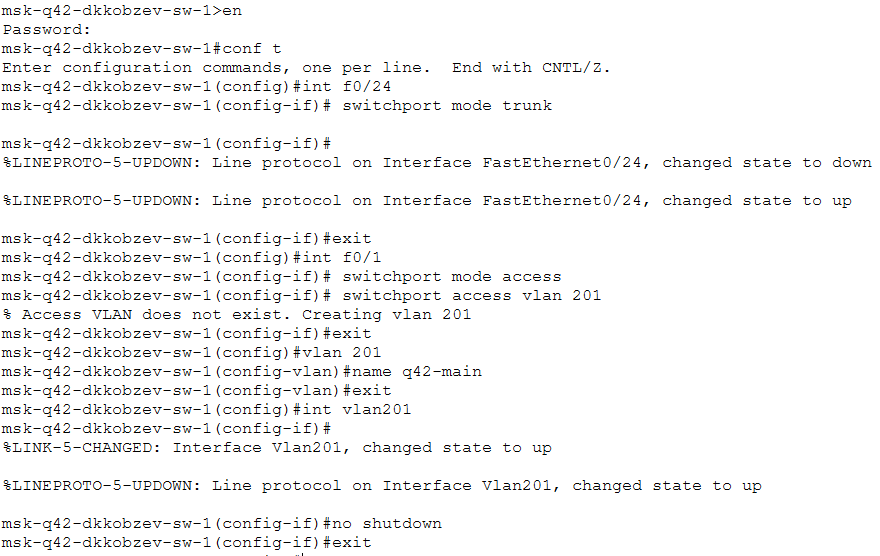 msk-q42-dkkobzev-sw-1>en
Password:
msk-q42-dkkobzev-sw-1#conf t
Enter configuration commands, one per line.  End with CNTL/Z.
msk-q42-dkkobzev-sw-1(config)#int f0/24
msk-q42-dkkobzev-sw-1(config-if)# switchport mode trunk
msk-q42-dkkobzev-sw-1(config-if)#
%LINEPROTO-5-UPDOWN: Line protocol on Interface FastEthernet0/24, changed state to down
%LINEPROTO-5-UPDOWN: Line protocol on Interface FastEthernet0/24, changed state to up
msk-q42-dkkobzev-sw-1(config-if)#exit
msk-q42-dkkobzev-sw-1(config)#int f0/1
msk-q42-dkkobzev-sw-1(config-if)# switchport mode access
msk-q42-dkkobzev-sw-1(config-if)# switchport access vlan 201
% Access VLAN does not exist. Creating vlan 201
msk-q42-dkkobzev-sw-1(config-if)#exit
msk-q42-dkkobzev-sw-1(config)#vlan 201
msk-q42-dkkobzev-sw-1(config-vlan)#name q42-main
msk-q42-dkkobzev-sw-1(config-vlan)#exit
msk-q42-dkkobzev-sw-1(config)#int vlan201
msk-q42-dkkobzev-sw-1(config-if)#
%LINK-5-CHANGED: Interface Vlan201, changed state to up
%LINEPROTO-5-UPDOWN: Line protocol on Interface Vlan201, changed state to up
msk-q42-dkkobzev-sw-1(config-if)#no shutdown
msk-q42-dkkobzev-sw-1(config-if)#exit